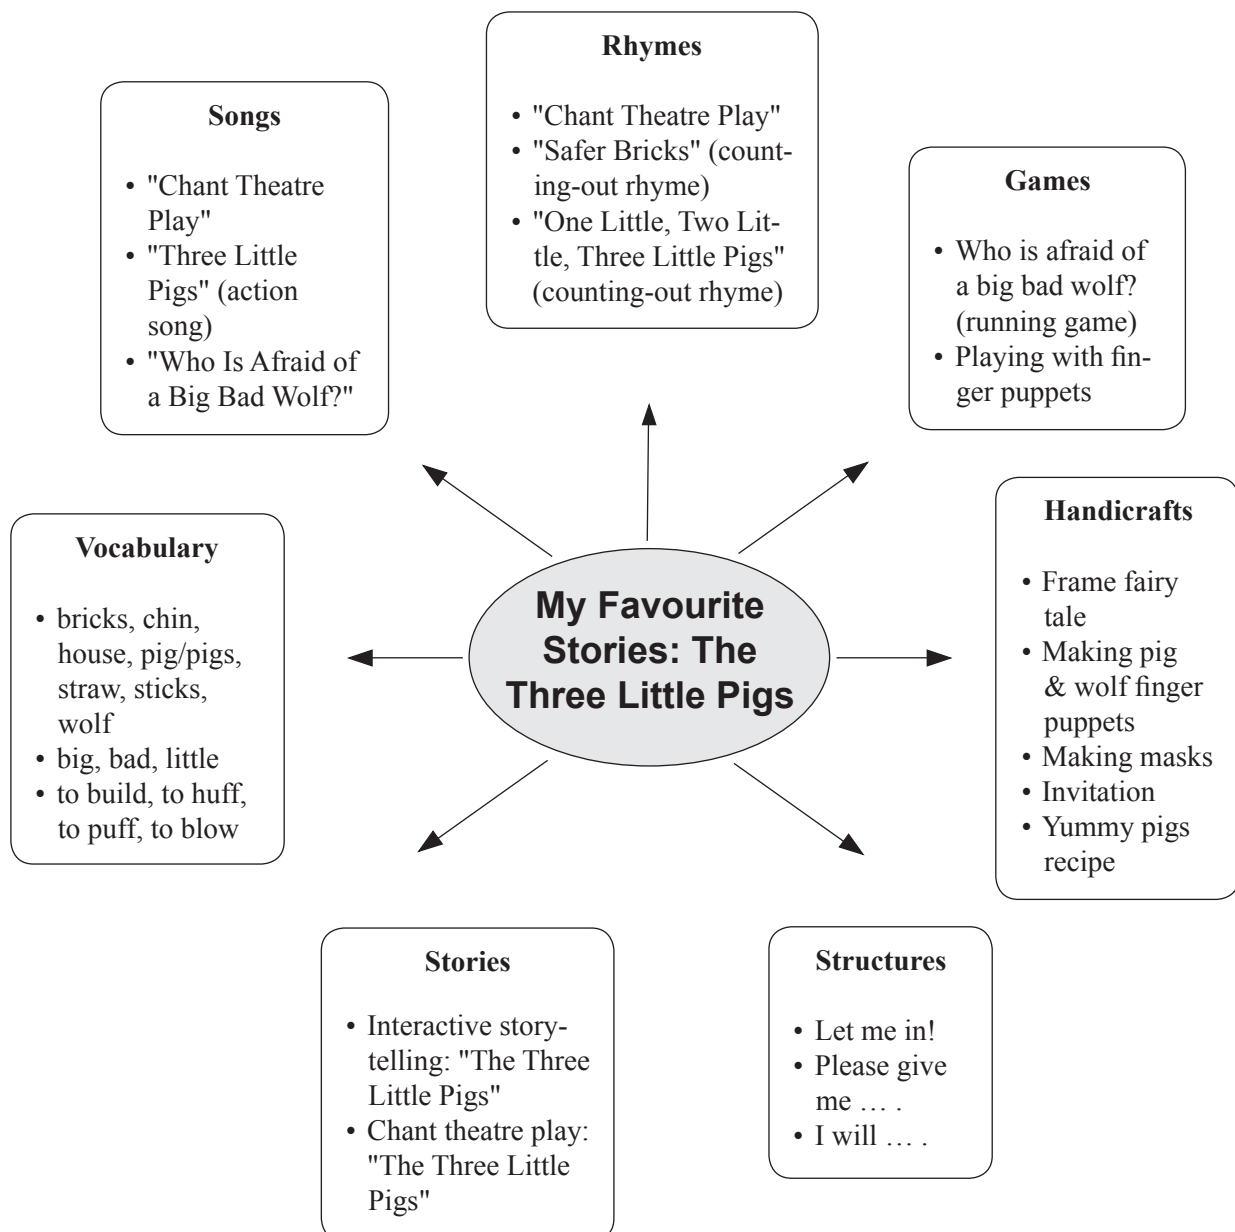 Rhymes
• "Chant Theatre Play"
• "Safer Bricks" (count-
ing-out rhyme)
• "One Little, Two Lit-
tle, Three Little Pigs"
(counting-out rhyme)
Songs
• "Chant Theatre
Play"
• "Three Little
Pigs" (action
song)
• "Who Is Afraid of
a Big Bad Wolf?"
Games
• Who is afraid of
a big bad wolf?
(running game)
• Playing with fin-
ger puppets
Vocabulary
• bricks, chin,
house, pig/pigs,
straw, sticks,
wolf
• big, bad, little
• to build, to huff,
to puff, to blow
My Favourite
Stories: The
Three Little Pigs
Handicrafts
• Frame fairy
tale
• Making pig
& wolf finger
puppets
• Making masks
• Invitation
• Yummy pigs
recipe
Stories
• Interactive story-
telling: "The Three
Little Pigs"
• Chant theatre play:
"The Three Little
Pigs"
Structures
• Let me in!
• Please give
me … .
• I will … .